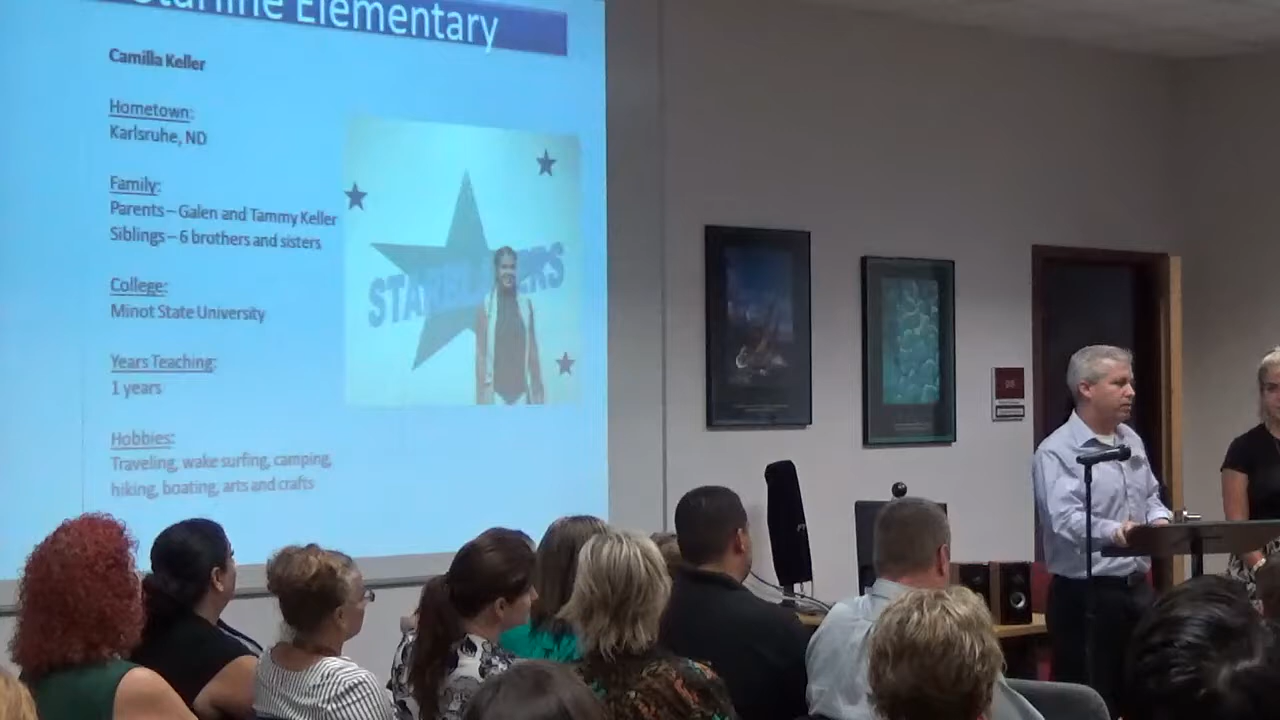 Starline Elementary
Camilla Keller
Hometown:
Karlsruhe, ND
Family:
Parents – Galen and Tammy Keller
Siblings – 6 brothers and sisters
College:
Minot State University
Years Teaching:
1 years
Hobbies:
Traveling, wake surfing, camping,
hiking, boating, arts and crafts